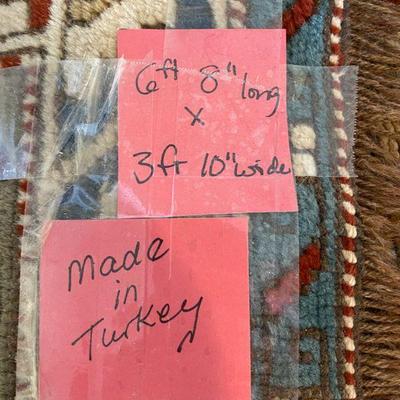 6ft 8" long
x
3ft 10" wide
Made
in
Turkey